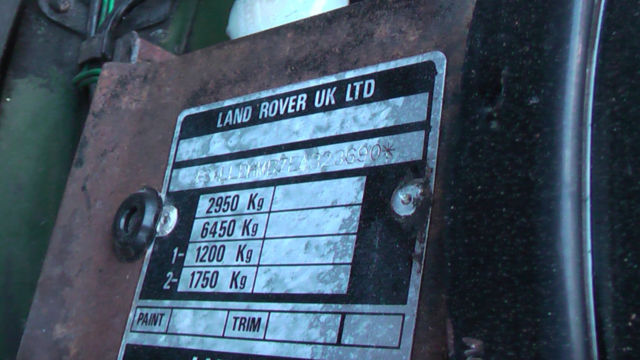 LAND ROVER UK LTD
2950 Kg
6450 Kg
1- 1200 Kg
2- 1750 Kg
PAINT TRIM